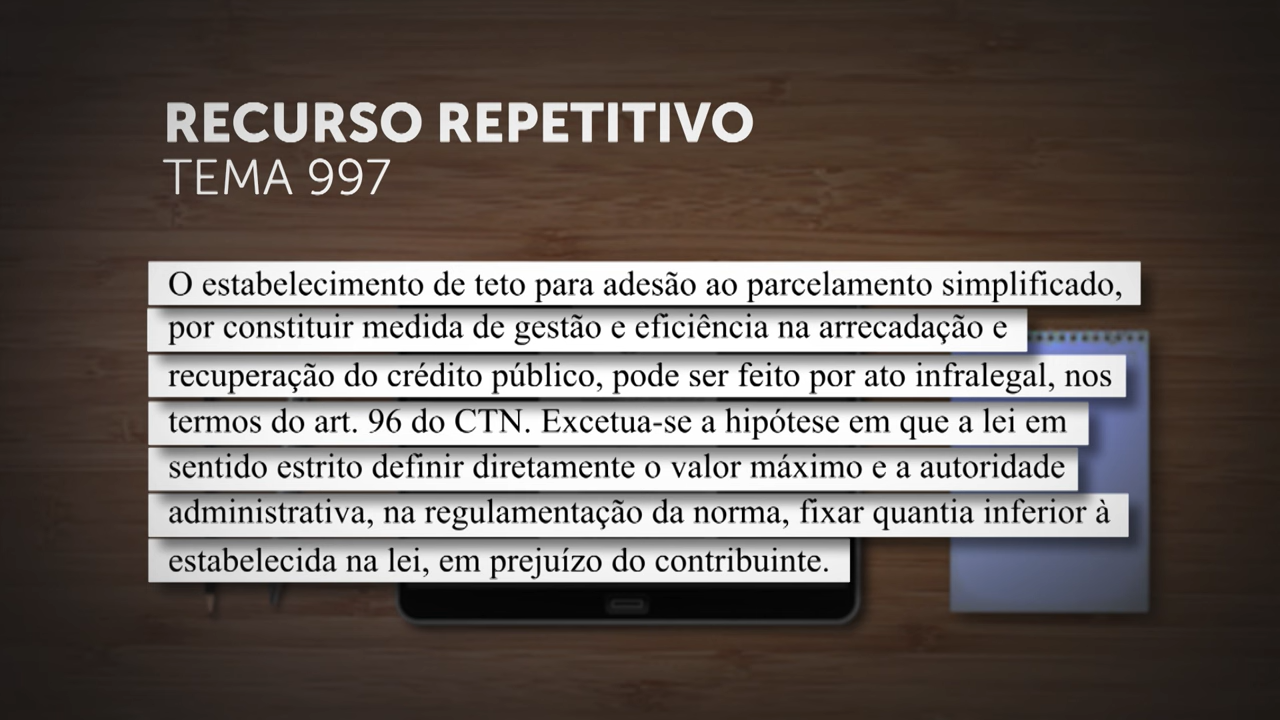 RECURSO REPETITIVO
TEMA 997
O estabelecimento de teto para adesão ao parcelamento simplificado,
por constituir medida de gestão e eficiência na arrecadação e
recuperação do crédito público, pode ser feito por ato infralegal, nos
termos do art. 96 do CTN. Excetua-se a hipótese em que a lei em
sentido estrito definir diretamente o valor máximo e a autoridade
administrativa, na regulamentação da norma, fixar quantia inferior à
estabelecida na lei, em prejuízo do contribuinte.